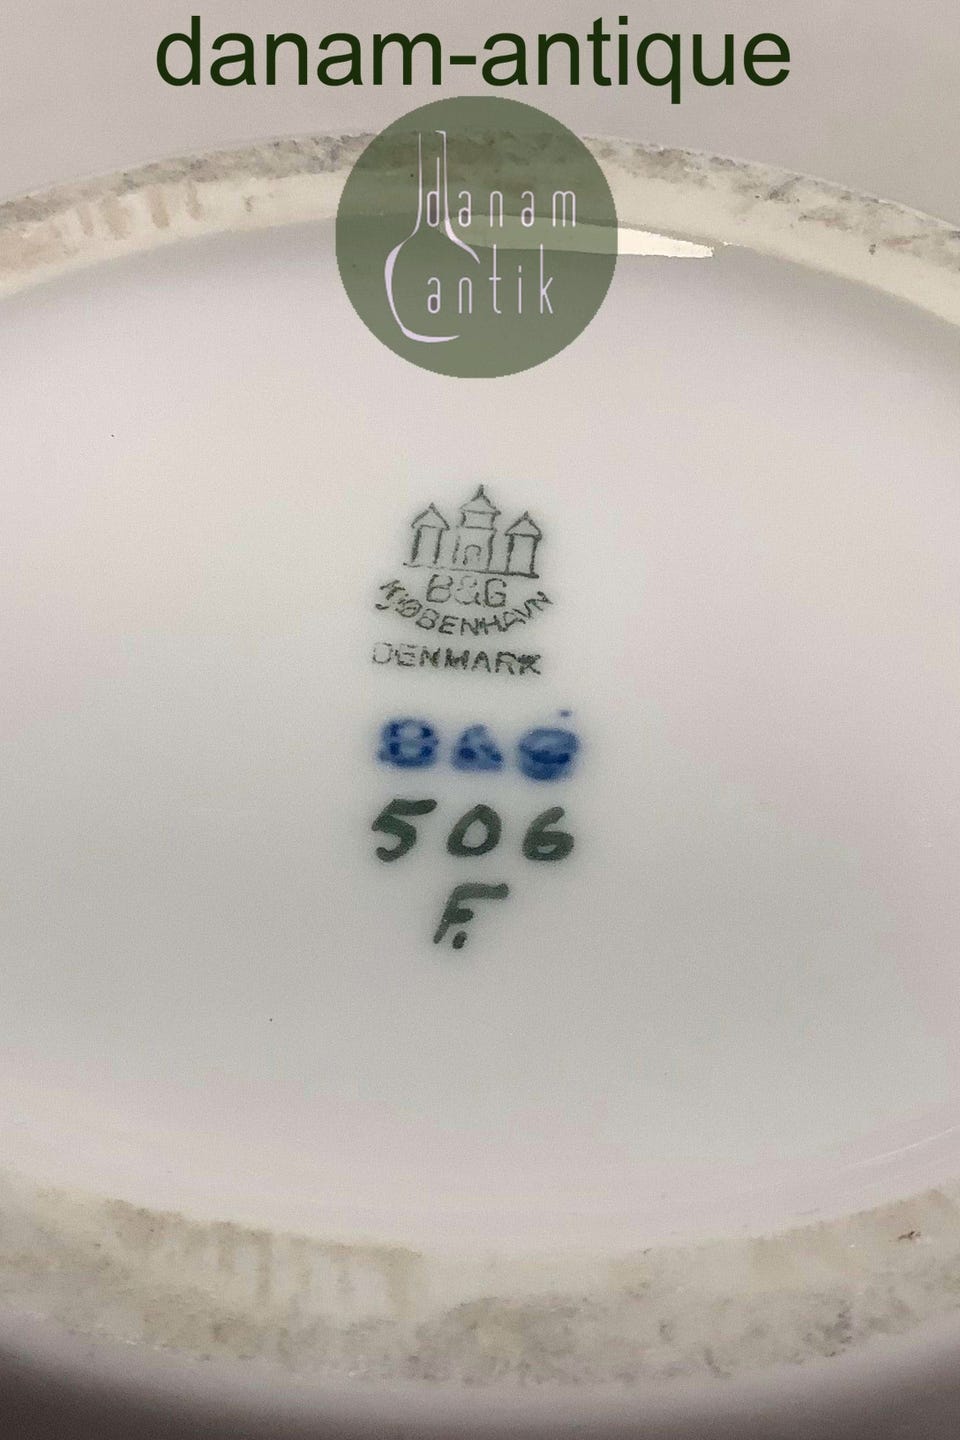 danam-antique
danam
antik
B&G
KJØBENHAVN
DENMARK
B&G
506
F.